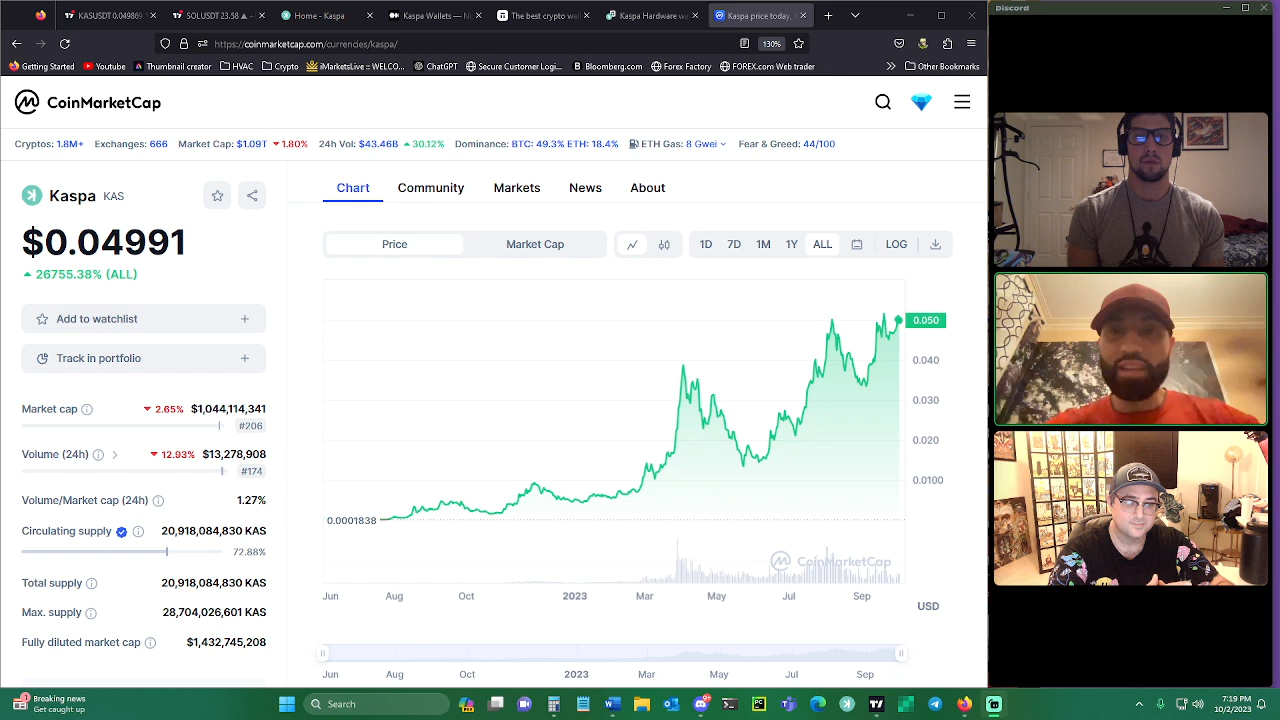 KASUSDT 0.049869
SOLUSDT 23.58 ▲
Home - Kaspa
Kaspa Wallets — No
The best crypto we
Kaspa Hardware wa
Kaspa price today, $
Discord
https://coinmarketcap.com/currencies/kaspa/
130%
Getting Started
Youtube
Thumbnail creator
HVAC
Crypto
iMarketsLive :: WELCO...
ChatGPT
Secure Customer Logi...
Bloomberg.com
Forex Factory
FOREX.com Web trader
Other Bookmarks
CoinMarketCap
Cryptos: 1.8M+ Exchanges: 666 Market Cap: $1.09T 1.80% 24h Vol: $43.46B 30.12% Dominance: BTC: 49.3% ETH: 18.4% ETH Gas: 8 Gwei Fear & Greed: 44/100
Kaspa KAS
Chart Community Markets News About
$0.04991
26755.38% (ALL)
Price Market Cap 1D 7D 1M 1Y ALL LOG
Add to watchlist
Track in portfolio
Market cap 2.65% $1,044,114,341
#206
Volume (24h) 12.93% $13,278,908
#174
Volume/Market cap (24h) 1.27%
Circulating supply 20,918,084,830 KAS
72.88%
Total supply 20,918,084,830 KAS
Max. supply 28,704,026,601 KAS
Fully diluted market cap $1,432,745,208
0.050
0.040
0.030
0.020
0.0100
0.0001838
CoinMarketCap
Jun Aug Oct 2023 Mar May Jul Sep
USD
Jun Aug Oct 2023 Mar May Jul Sep
Breaking news
Get caught up
Search
7:19 PM
10/2/2023